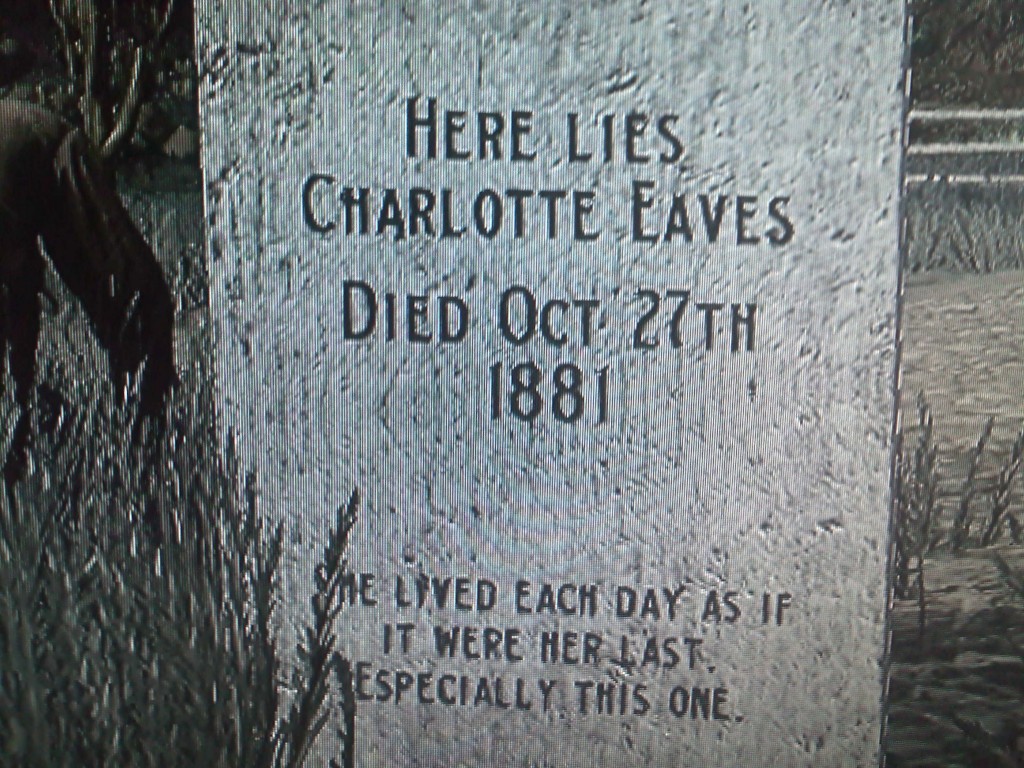 HERE LIES
CHARLOTTE EAVES
DIED OCT 27TH
1881
SHE LIVED EACH DAY AS IF
IT WERE HER LAST.
ESPECIALLY THIS ONE.